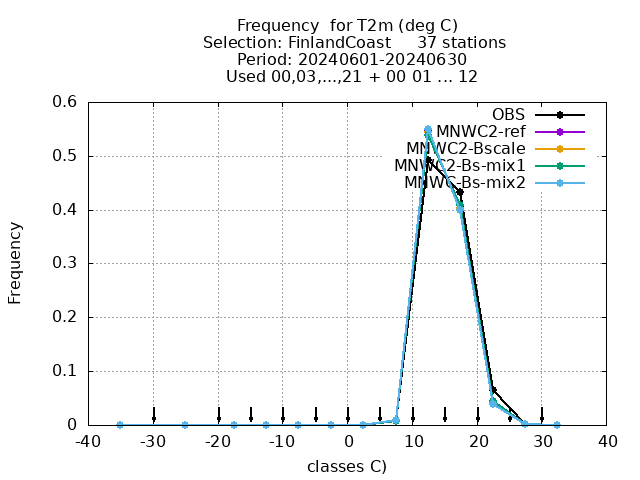 Frequency  for T2m (deg C)
Selection: FinlandCoast     37 stations
Period: 20240601-20240630
Used 00,03,...,21 + 00 01 ... 12
OBS
MNWC2-ref
MNWC2-Bscale
MNWC2-Bs-mix1
MNWC-Bs-mix2
Frequency
0.6
0.5
0.4
0.3
0.2
0.1
0
-40 -30 -20 -10 0 10 20 30 40
classes C)